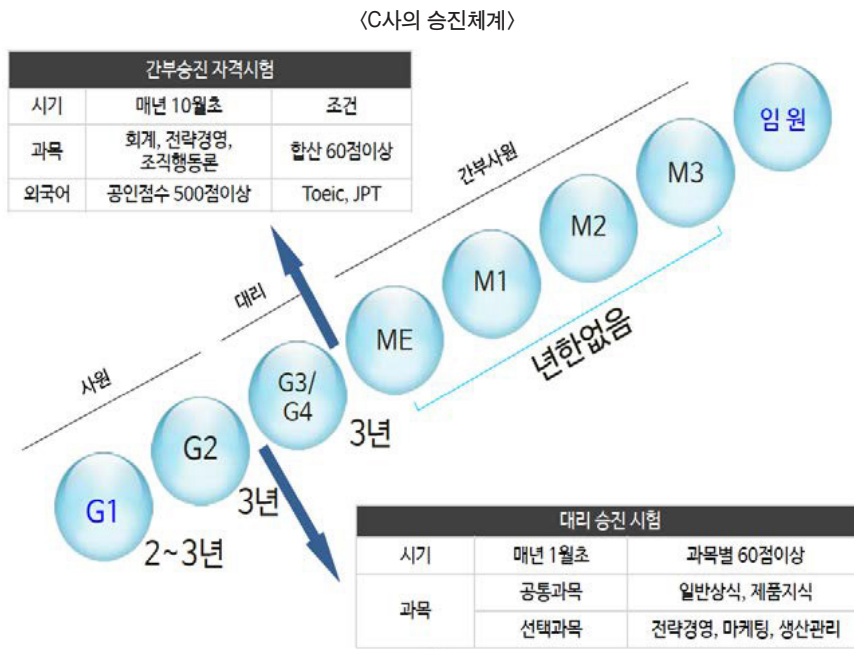 〈C사의 승진체계〉
간부승진 자격시험
시기 매년 10월초 조건
과목 회계, 전략경영, 조직행동론 합산 60점이상
외국어 공인점수 500점이상 Toeic, JPT
임 원
간부사원
M3
M2
M1
대리
ME
년한없음
사원
G3/
G4
3년
G2
3년
G1
2~3년
대리 승진 시험
시기 매년 1월초 과목별 60점이상
과목 공통과목 일반상식, 제품지식
선택과목 전략경영, 마케팅, 생산관리